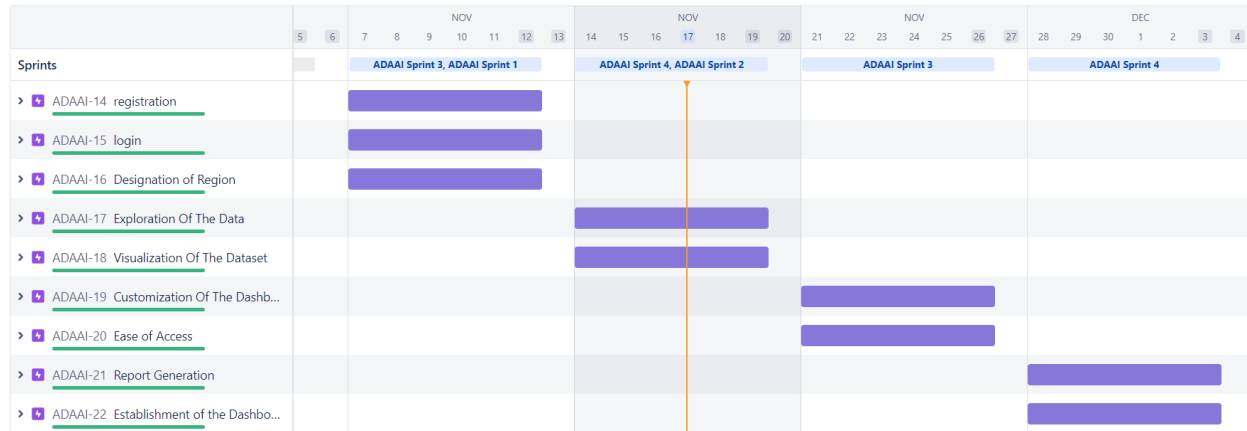 NOV NOV NOV DEC
5 6 7 8 9 10 11 12 13 14 15 16 17 18 19 20 21 22 23 24 25 26 27 28 29 30 1 2 3 4
Sprints ADAAI Sprint 3, ADAAI Sprint 1 ADAAI Sprint 4, ADAAI Sprint 2 ADAAI Sprint 3 ADAAI Sprint 4
ADAAI-14 registration
ADAAI-15 login
ADAAI-16 Designation of Region
ADAAI-17 Exploration Of The Data
ADAAI-18 Visualization Of The Dataset
ADAAI-19 Customization Of The Dashb...
ADAAI-20 Ease of Access
ADAAI-21 Report Generation
ADAAI-22 Establishment of the Dashbo...